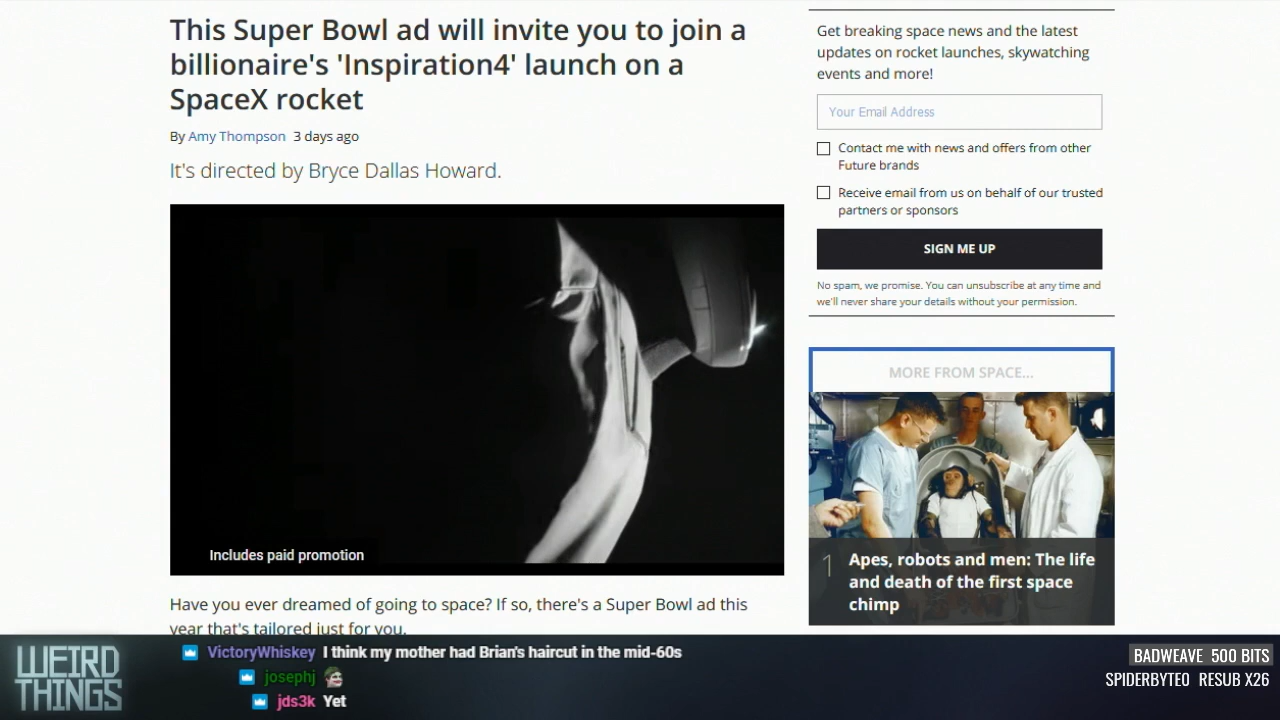 This Super Bowl ad will invite you to join a
billionaire's 'Inspiration4' launch on a
SpaceX rocket
By Amy Thompson 3 days ago
It's directed by Bryce Dallas Howard.
Includes paid promotion
Have you ever dreamed of going to space? If so, there's a Super Bowl ad this
year that's tailored just for you.
Get breaking space news and the latest
updates on rocket launches, skywatching
events and more!
Your Email Address
Contact me with news and offers from other
Future brands
Receive email from us on behalf of our trusted
partners or sponsors
SIGN ME UP
No spam, we promise. You can unsubscribe at any time and
we'll never share your details without your permission.
MORE FROM SPACE...
1 Apes, robots and men: The life
and death of the first space
chimp
WEIRD
THINGS
VictoryWhiskey I think my mother had Brian's haircut in the mid-60s
josephj
jds3k Yet
BADWEAVE 500 BITS
SPIDERBYTE0 RESUB X26